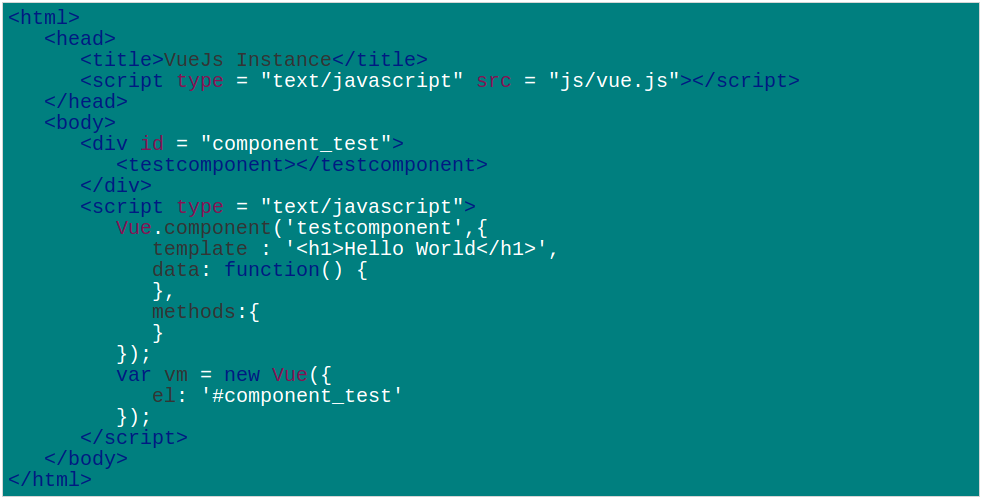 <html>
   <head>
      <title>VueJs Instance</title>
      <script type = "text/javascript" src = "js/vue.js"></script>
   </head>
   <body>
      <div id = "component_test">
         <testcomponent></testcomponent>
      </div>
      <script type = "text/javascript">
         Vue.component('testcomponent',{
            template : '<h1>Hello World</h1>',
            data: function() {
            },
            methods:{
            }
         });
         var vm = new Vue({
            el: '#component_test'
         });
      </script>
   </body>
</html>